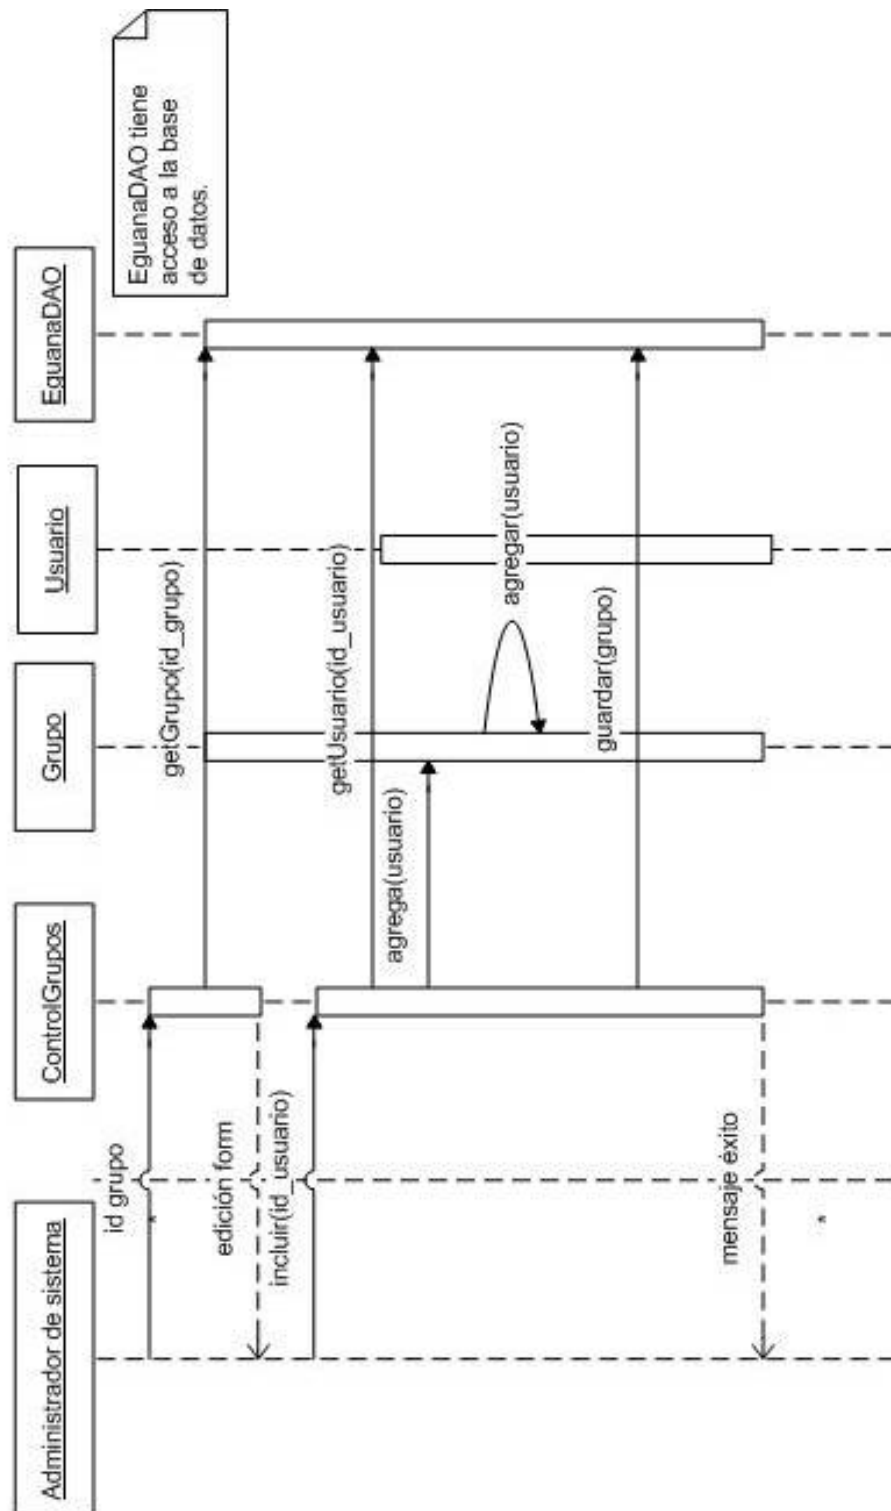 Administrador de sistema
ControlGrupos
Grupo
Usuario
EguanaDAO
EguanaDAO tiene
acceso a la base
de datos.
id grupo
*
getGrupo(id_grupo)
edición form
incluir(id_usuario)
getUsuario(id_usuario)
agrega(usuario)
agregar(usuario)
guardar(grupo)
mensaje éxito
*